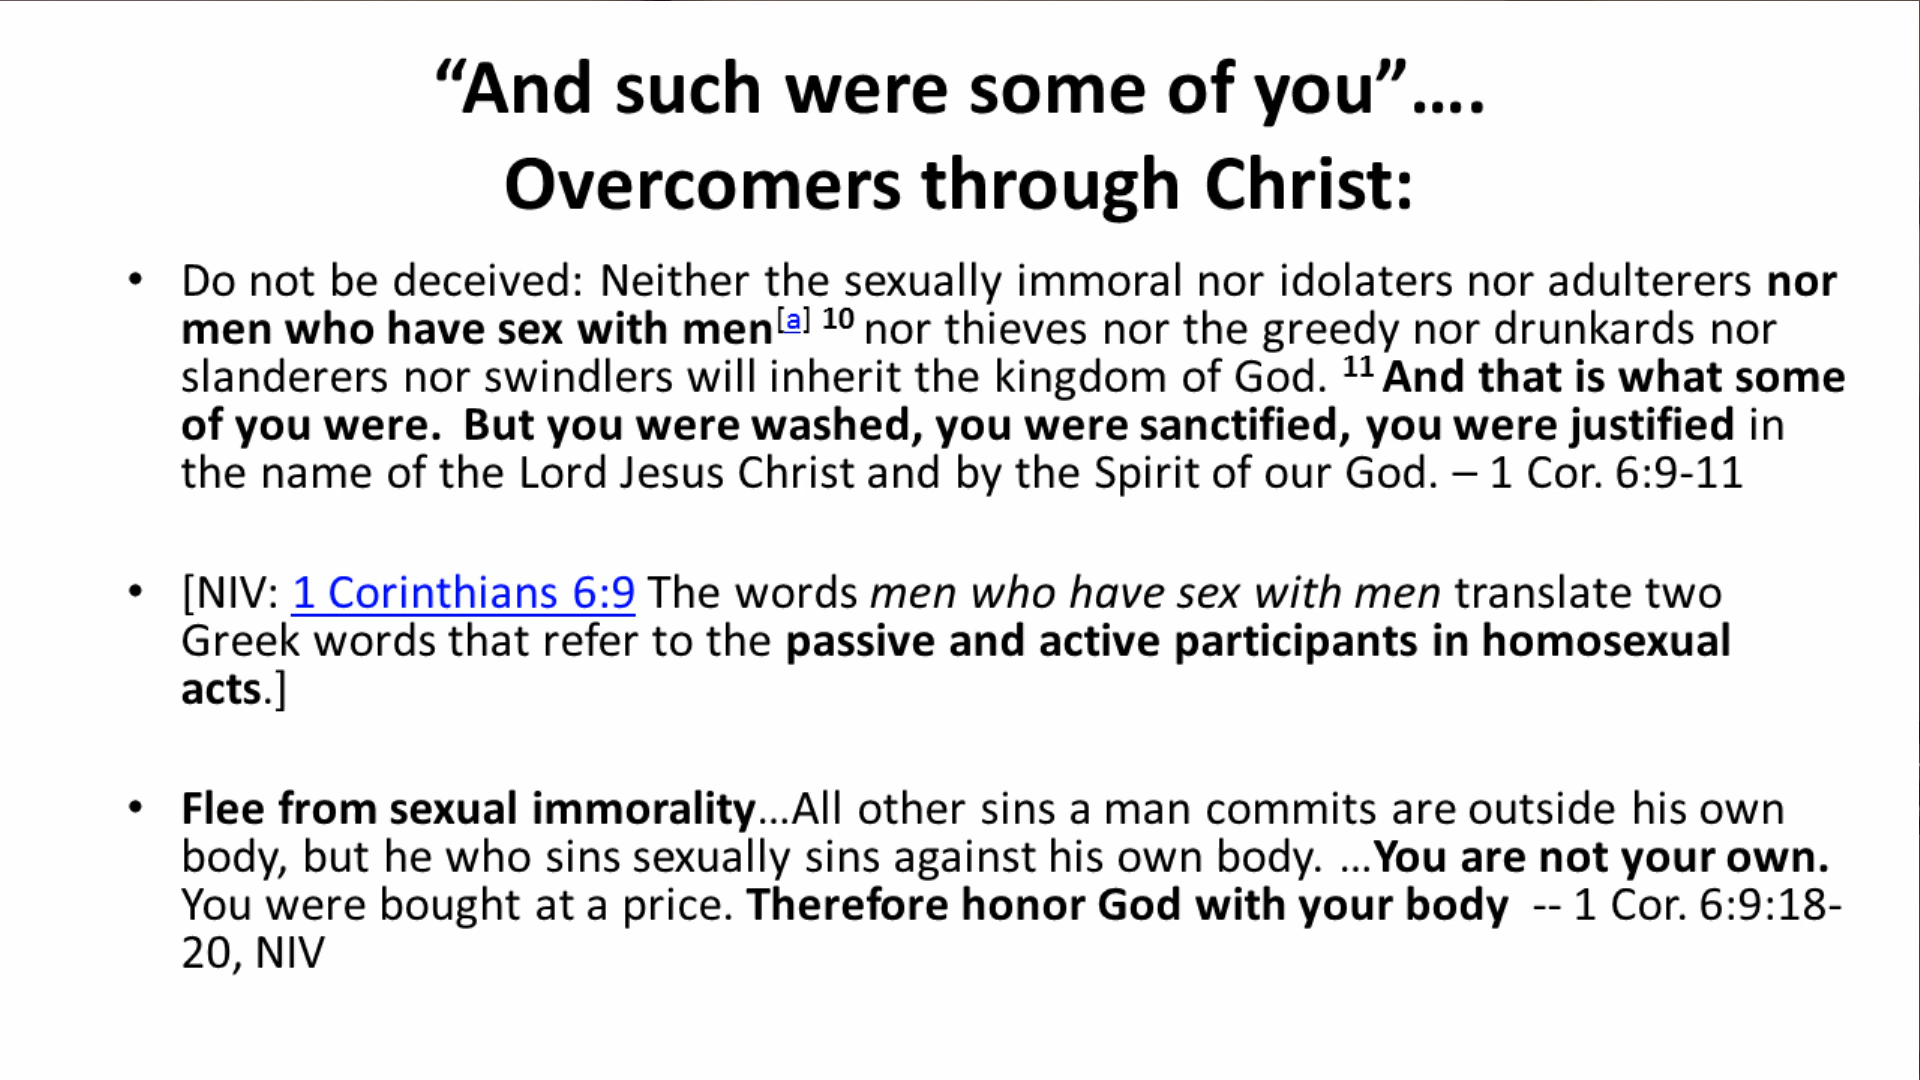 “And such were some of you”....
Overcomers through Christ:
• Do not be deceived: Neither the sexually immoral nor idolaters nor adulterers nor
men who have sex with men[a] 10 nor thieves nor the greedy nor drunkards nor
slanderers nor swindlers will inherit the kingdom of God. 11 And that is what some
of you were. But you were washed, you were sanctified, you were justified in
the name of the Lord Jesus Christ and by the Spirit of our God. – 1 Cor. 6:9-11
• [NIV: 1 Corinthians 6:9 The words men who have sex with men translate two
Greek words that refer to the passive and active participants in homosexual
acts.]
• Flee from sexual immorality...All other sins a man commits are outside his own
body, but he who sins sexually sins against his own body. ...You are not your own.
You were bought at a price. Therefore honor God with your body -- 1 Cor. 6:9:18-
20, NIV